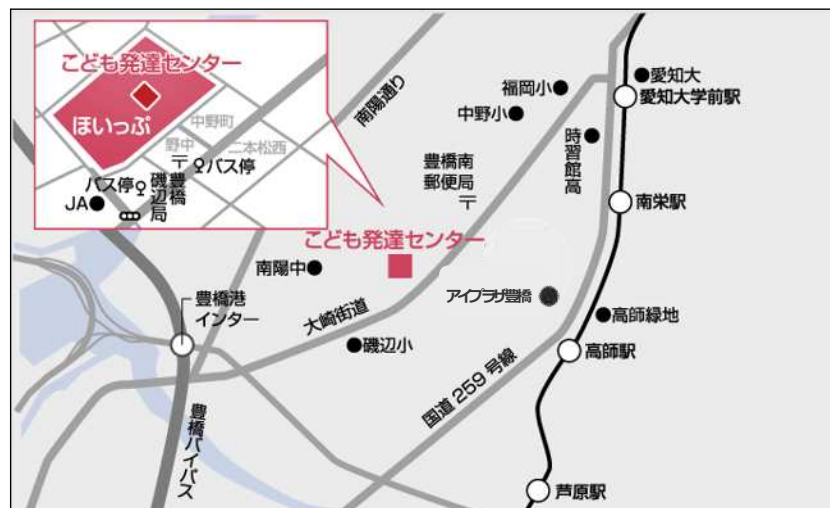 こども発達センター
ほいっぷ
中野町
野中
二本松西
バス停
豊橋
磯辺局
バス停
JA
南陽通り
福岡小
中野小
愛知大
愛知大学前駅
時習館高
豊橋南
郵便局
南栄駅
こども発達センター
南陽中
アイプラザ豊橋
豊橋港
インター
大崎街道
磯辺小
高師緑地
高師駅
国道259号線
豊橋バイパス
芦原駅